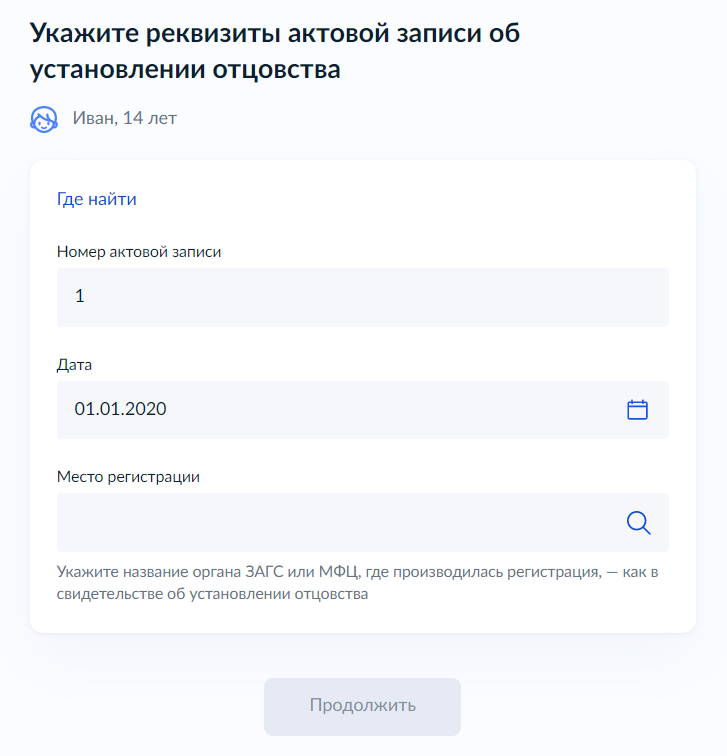 Укажите реквизиты актовой записи об
установлении отцовства
Иван, 14 лет
Где найти
Номер актовой записи
1
Дата
01.01.2020
Место регистрации
Укажите название органа ЗАГС или МФЦ, где производилась регистрация, — как в
свидетельстве об установлении отцовства
Продолжить